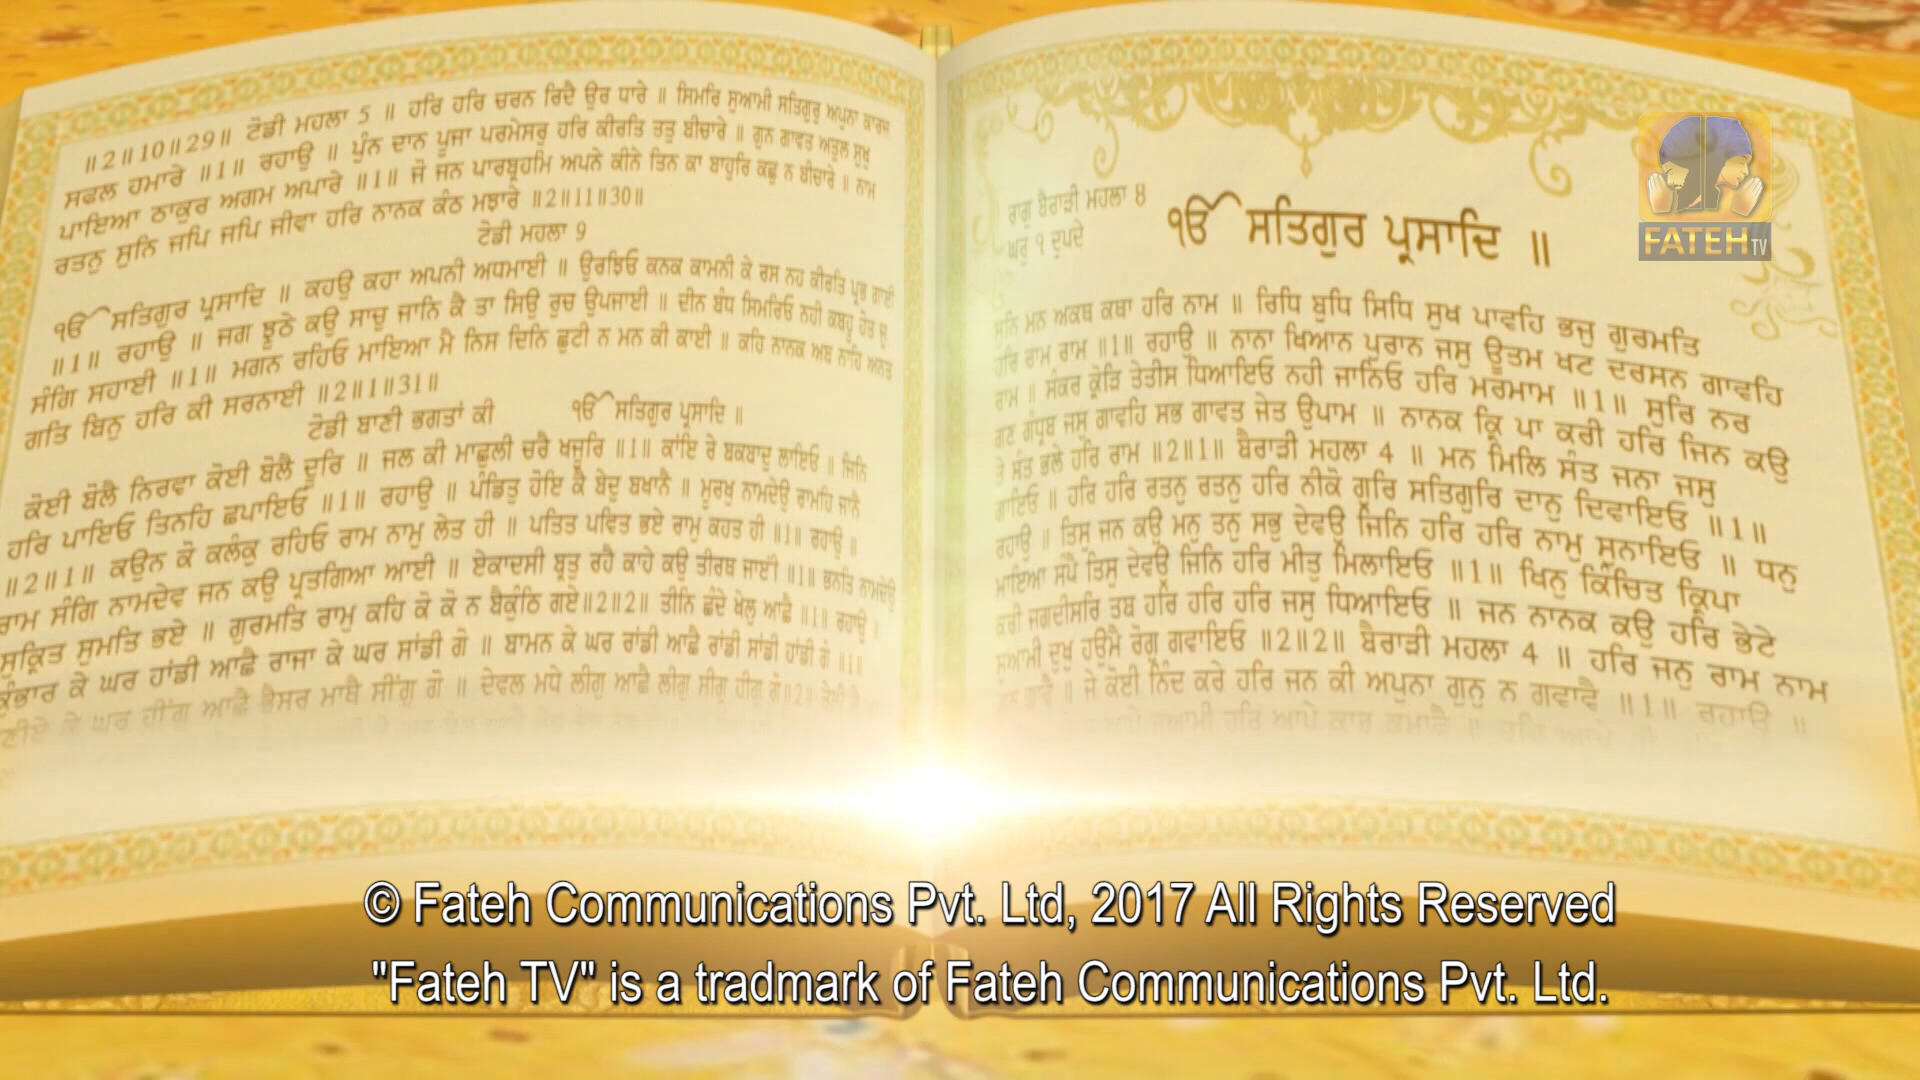 ॥2॥10॥29॥ ਟੋਡੀ ਮਹਲਾ 5 ॥ ਹਰਿ ਹਰਿ ਚਰਨ ਰਿਦੈ ਉਰ ਧਾਰੇ ॥ ਸਿਮਰਿ ਸੁਆਮੀ ਸਤਿਗੁਰੁ ਅਪੁਨਾ ਕਾਰਜ
ਸਫਲ ਹਮਾਰੇ ॥1॥ ਰਹਾਉ ॥ ਪੁੰਨ ਦਾਨ ਪੂਜਾ ਪਰਮੇਸਰੁ ਹਰਿ ਕੀਰਤਿ ਤਤੁ ਬੀਚਾਰੇ ॥ ਗੁਨ ਗਾਵਤ ਅਤੁਲ ਸੁਖੁ
ਪਾਇਆ ਠਾਕੁਰ ਅਗਮ ਅਪਾਰੇ ॥1॥ ਜੋ ਜਨ ਪਾਰਬ੍ਰਹਮਿ ਅਪਨੇ ਕੀਨੇ ਤਿਨ ਕਾ ਬਾਹੁਰਿ ਕਛੁ ਨ ਬੀਚਾਰੇ ॥ ਨਾਮ
ਰਤਨੁ ਸੁਨਿ ਜਪਿ ਜਪਿ ਜੀਵਾ ਹਰਿ ਨਾਨਕ ਕੰਠ ਮਝਾਰੇ ॥2॥11॥30॥
ਟੋਡੀ ਮਹਲਾ 9
ੴ ਸਤਿਗੁਰ ਪ੍ਰਸਾਦਿ ॥ ਕਹਉ ਕਹਾ ਅਪਨੀ ਅਧਮਾਈ ॥ ਉਰਝਿਓ ਕਨਕ ਕਾਮਨੀ ਕੇ ਰਸ ਨਹ ਕੀਰਤਿ ਪ੍ਰਭ ਗਾਈ
॥1॥ ਰਹਾਉ ॥ ਜਗ ਝੂਠੇ ਕਉ ਸਾਚੁ ਜਾਨਿ ਕੈ ਤਾ ਸਿਉ ਰੁਚ ਉਪਜਾਈ ॥ ਦੀਨ ਬੰਧ ਸਿਮਰਿਓ ਨਹੀ ਕਬਹੂ ਹੋਤ ਜੁ
ਸੰਗਿ ਸਹਾਈ ॥1॥ ਮਗਨ ਰਹਿਓ ਮਾਇਆ ਮੈ ਨਿਸ ਦਿਨਿ ਛੁਟੀ ਨ ਮਨ ਕੀ ਕਾਈ ॥ ਕਹਿ ਨਾਨਕ ਅਬ ਨਾਹਿ ਅਨਤ
ਗਤਿ ਬਿਨੁ ਹਰਿ ਕੀ ਸਰਨਾਈ ॥2॥1॥31॥
ਟੋਡੀ ਬਾਣੀ ਭਗਤਾਂ ਕੀ ੴ ਸਤਿਗੁਰ ਪ੍ਰਸਾਦਿ ॥
ਕੋਈ ਬੋਲੈ ਨਿਰਵਾ ਕੋਈ ਬੋਲੈ ਦੂਰਿ ॥ ਜਲ ਕੀ ਮਾਛੁਲੀ ਚਰੈ ਖਜੂਰਿ ॥1॥ ਕਾਂਇ ਰੇ ਬਕਬਾਦੁ ਲਾਇਓ ॥ ਜਿਨਿ
ਹਰਿ ਪਾਇਓ ਤਿਨਹਿ ਛਪਾਇਓ ॥1॥ ਰਹਾਉ ॥ ਪੰਡਿਤੁ ਹੋਇ ਕੈ ਬੇਦੁ ਬਖਾਨੈ ॥ ਮੂਰਖੁ ਨਾਮਦੇਉ ਰਾਮਹਿ ਜਾਨੈ
॥2॥1॥ ਕਉਨ ਕੋ ਕਲੰਕੁ ਰਹਿਓ ਰਾਮ ਨਾਮੁ ਲੇਤ ਹੀ ॥ ਪਤਿਤ ਪਵਿਤ ਭਏ ਰਾਮੁ ਕਹਤ ਹੀ ॥1॥ ਰਹਾਉ ॥
ਰਾਮ ਸੰਗਿ ਨਾਮਦੇਵ ਜਨ ਕਉ ਪ੍ਰਤਗਿਆ ਆਈ ॥ ਏਕਾਦਸੀ ਬ੍ਰਤੁ ਰਹੈ ਕਾਹੇ ਕਉ ਤੀਰਥ ਜਾਈ ॥1॥ ਭਨਤਿ ਨਾਮਦੇਉ
ਸੁਕ੍ਰਿਤ ਸੁਮਤਿ ਭਏ ॥ ਗੁਰਮਤਿ ਰਾਮੁ ਕਹਿ ਕੋ ਕੋ ਨ ਬੈਕੁੰਠਿ ਗਏ॥2॥2॥ ਤੀਨਿ ਛੰਦੇ ਖੇਲੁ ਆਛੈ ॥1॥ ਰਹਾਉ ॥
ਕੁੰਭਾਰ ਕੇ ਘਰ ਹਾਂਡੀ ਆਛੈ ਰਾਜਾ ਕੇ ਘਰ ਸਾਂਡੀ ਗੋ ॥ ਬਾਮਨ ਕੇ ਘਰ ਰਾਂਡੀ ਆਛੈ ਰਾਂਡੀ ਸਾਂਡੀ ਹਾਂਡੀ ਗੋ ॥1॥
ਬਾਣੀਏ ਕੇ ਘਰ ਹੀਂਗੁ ਆਛੈ ਭੈਸਰ ਮਾਥੈ ਸੀਂਗੁ ਗੋ ॥ ਦੇਵਲ ਮਧੇ ਲੀਗੁ ਆਛੈ ਲੀਗੁ ਸੀਗੁ ਹੀਗੁ ਗੋ॥2॥
ਰਾਗੁ ਬੈਰਾੜੀ ਮਹਲਾ 8
ਘਰੁ ੧ ਦੁਪਦੇ
ੴ ਸਤਿਗੁਰ ਪ੍ਰਸਾਦਿ ॥
ਸੁਨਿ ਮਨ ਅਕਥ ਕਥਾ ਹਰਿ ਨਾਮ ॥ ਰਿਧਿ ਬੁਧਿ ਸਿਧਿ ਸੁਖ ਪਾਵਹਿ ਭਜੁ ਗੁਰਮਤਿ
ਹਰਿ ਰਾਮ ਰਾਮ ॥1॥ ਰਹਾਉ ॥ ਨਾਨਾ ਖਿਆਨ ਪੁਰਾਨ ਜਸੁ ਊਤਮ ਖਟ ਦਰਸਨ ਗਾਵਹਿ
ਰਾਮ ॥ ਸੰਕਰ ਕ੍ਰੋੜਿ ਤੇਤੀਸ ਧਿਆਇਓ ਨਹੀ ਜਾਨਿਓ ਹਰਿ ਮਰਮਾਮ ॥1॥ ਸੁਰਿ ਨਰ
ਗਣ ਗੰਧ੍ਰਬ ਜਸੁ ਗਾਵਹਿ ਸਭ ਗਾਵਤ ਜੇਤ ਉਪਾਮ ॥ ਨਾਨਕ ਕ੍ਰਿ ਪਾ ਕਰੀ ਹਰਿ ਜਿਨ ਕਉ
ਤੇ ਸੰਤ ਭਲੇ ਹਰਿ ਰਾਮ ॥2॥1॥ ਬੈਰਾੜੀ ਮਹਲਾ 4 ॥ ਮਨ ਮਿਲਿ ਸੰਤ ਜਨਾ ਜਸੁ
ਗਾਇਓ ॥ ਹਰਿ ਹਰਿ ਰਤਨੁ ਰਤਨੁ ਹਰਿ ਨੀਕੋ ਗੁਰਿ ਸਤਿਗੁਰਿ ਦਾਨੁ ਦਿਵਾਇਓ ॥1॥
ਰਹਾਉ ॥ ਤਿਸੁ ਜਨ ਕਉ ਮਨੁ ਤਨੁ ਸਭੁ ਦੇਵਉ ਜਿਨਿ ਹਰਿ ਹਰਿ ਨਾਮੁ ਸੁਨਾਇਓ ॥ ਧਨੁ
ਮਾਇਆ ਸੰਪੈ ਤਿਸੁ ਦੇਵਉ ਜਿਨਿ ਹਰਿ ਮੀਤੁ ਮਿਲਾਇਓ ॥1॥ ਖਿਨੁ ਕਿੰਚਿਤ ਕ੍ਰਿਪਾ
ਕਰੀ ਜਗਦੀਸਰਿ ਤਬ ਹਰਿ ਹਰਿ ਹਰਿ ਜਸੁ ਧਿਆਇਓ ॥ ਜਨ ਨਾਨਕ ਕਉ ਹਰਿ ਭੇਟੇ
ਸੁਆਮੀ ਦੁਖੁ ਹਉਮੈ ਰੋਗੁ ਗਵਾਇਓ ॥2॥2॥ ਬੈਰਾੜੀ ਮਹਲਾ 4 ॥ ਹਰਿ ਜਨੁ ਰਾਮ ਨਾਮ
ਗੁਨ ਗਾਵੈ ॥ ਜੇ ਕੋਈ ਨਿੰਦ ਕਰੇ ਹਰਿ ਜਨ ਕੀ ਅਪੁਨਾ ਗੁਨੁ ਨ ਗਵਾਵੈ ॥1॥ ਰਹਾਉ ॥
ਆਪੇ ਸੁਆਮੀ ਹਰਿ ਆਪੇ ਕਾਰ ਕਮਾਵੈ ॥ ਹਰਿ
FATEH TV
© Fateh Communications Pvt. Ltd, 2017 All Rights Reserved
"Fateh TV" is a tradmark of Fateh Communications Pvt. Ltd.